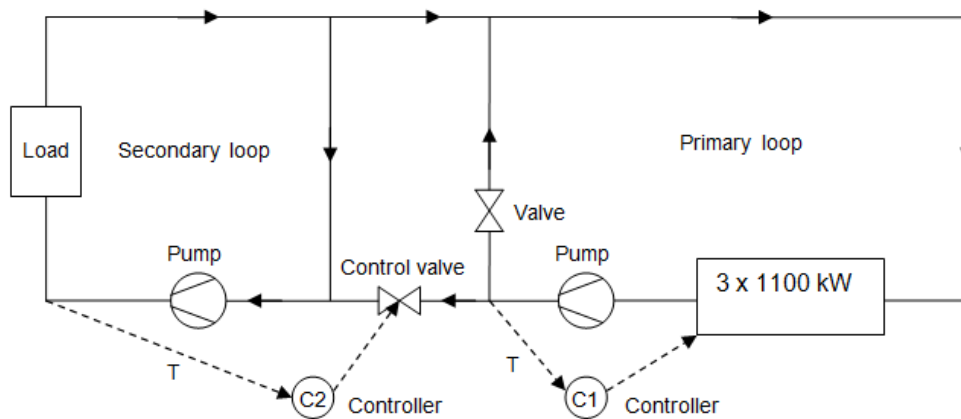 Load
Secondary loop
Primary loop
Valve
Pump
Control valve
Pump
3 x 1100 kW
T
T
C2
Controller
C1
Controller